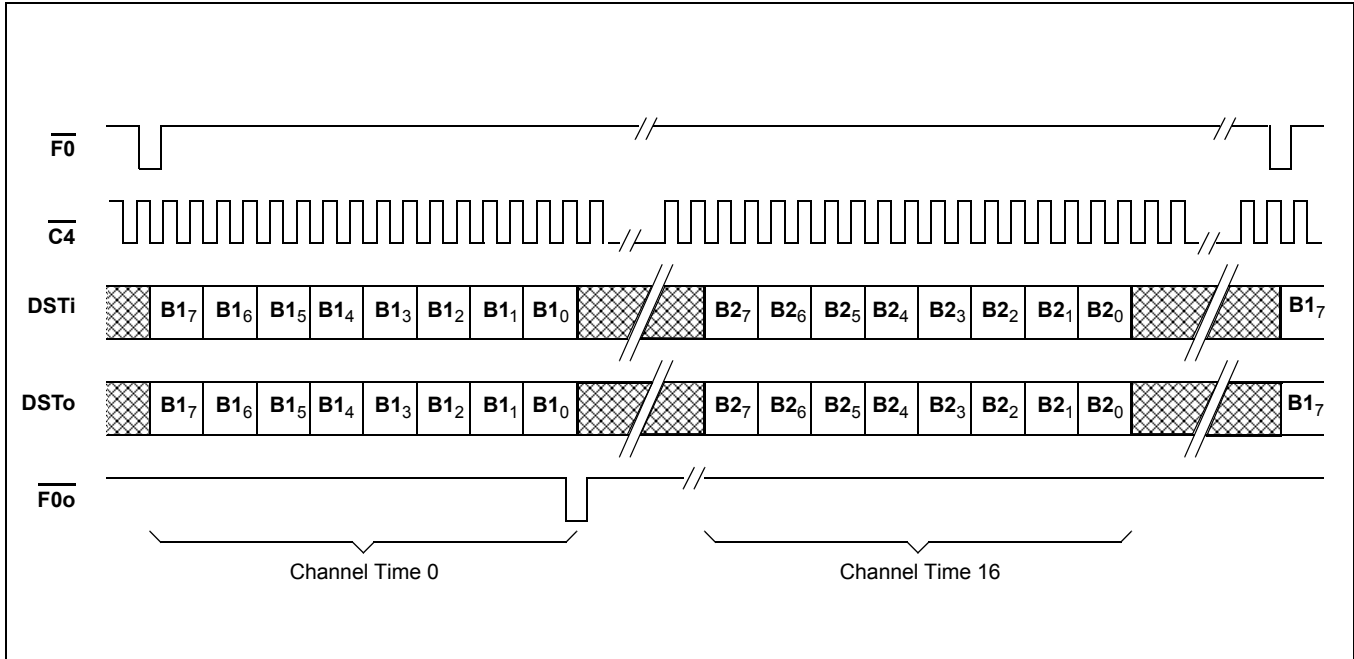 F0
C4
DSTi B1₇ B1₆ B1₅ B1₄ B1₃ B1₂ B1₁ B1₀ B2₇ B2₆ B2₅ B2₄ B2₃ B2₂ B2₁ B2₀ B1₇
DSTo B1₇ B1₆ B1₅ B1₄ B1₃ B1₂ B1₁ B1₀ B2₇ B2₆ B2₅ B2₄ B2₃ B2₂ B2₁ B2₀ B1₇
F0o
Channel Time 0 Channel Time 16